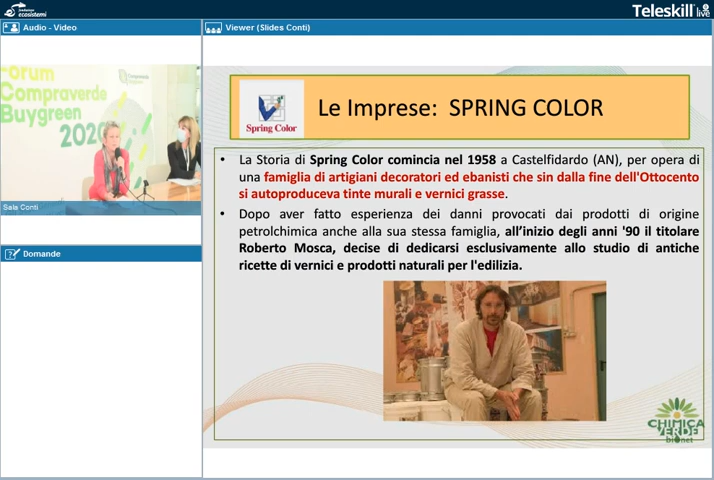 fondazione
ecosistemi
Teleskill live
Audio - Video
Viewer (Slides Conti)
Forum
Compraverde
Buygreen
2020
Sala Conti
Domande
Spring Color
Le Imprese: SPRING COLOR
• La Storia di Spring Color comincia nel 1958 a Castelfidardo (AN), per opera di
una famiglia di artigiani decoratori ed ebanisti che sin dalla fine dell'Ottocento
si autoproduceva tinte murali e vernici grasse.
• Dopo aver fatto esperienza dei danni provocati dai prodotti di origine
petrolchimica anche alla sua stessa famiglia, all'inizio degli anni '90 il titolare
Roberto Mosca, decise di dedicarsi esclusivamente allo studio di antiche
ricette di vernici e prodotti naturali per l'edilizia.
CHIMICA
VERDE
bionet